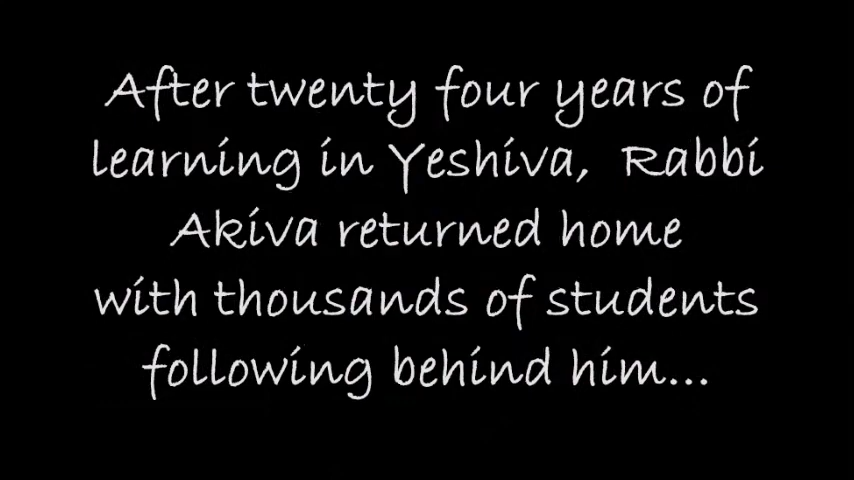 After twenty four years of
learning in Yeshiva, Rabbi
Akiva returned home
with thousands of students
following behind him...